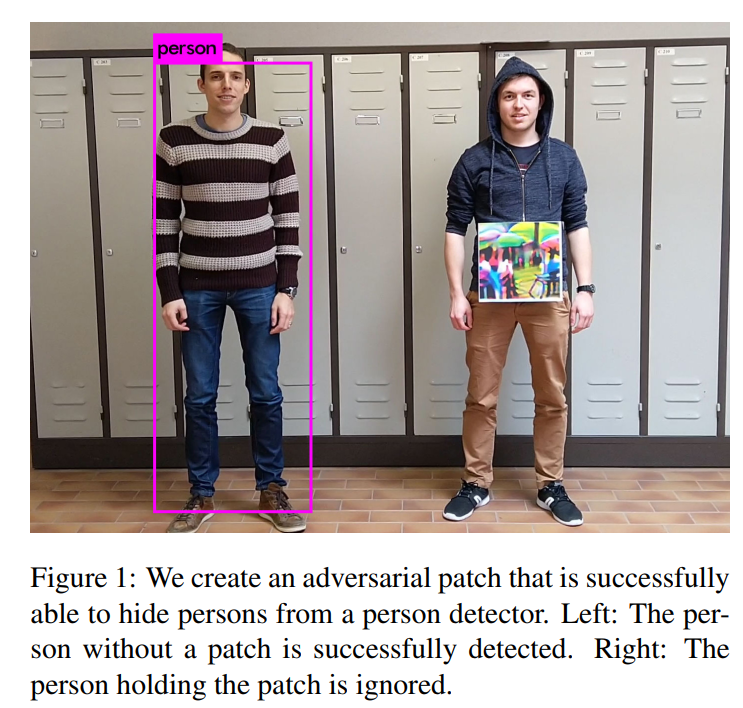 person
Figure 1: We create an adversarial patch that is successfully
able to hide persons from a person detector. Left: The per-
son without a patch is successfully detected. Right: The
person holding the patch is ignored.